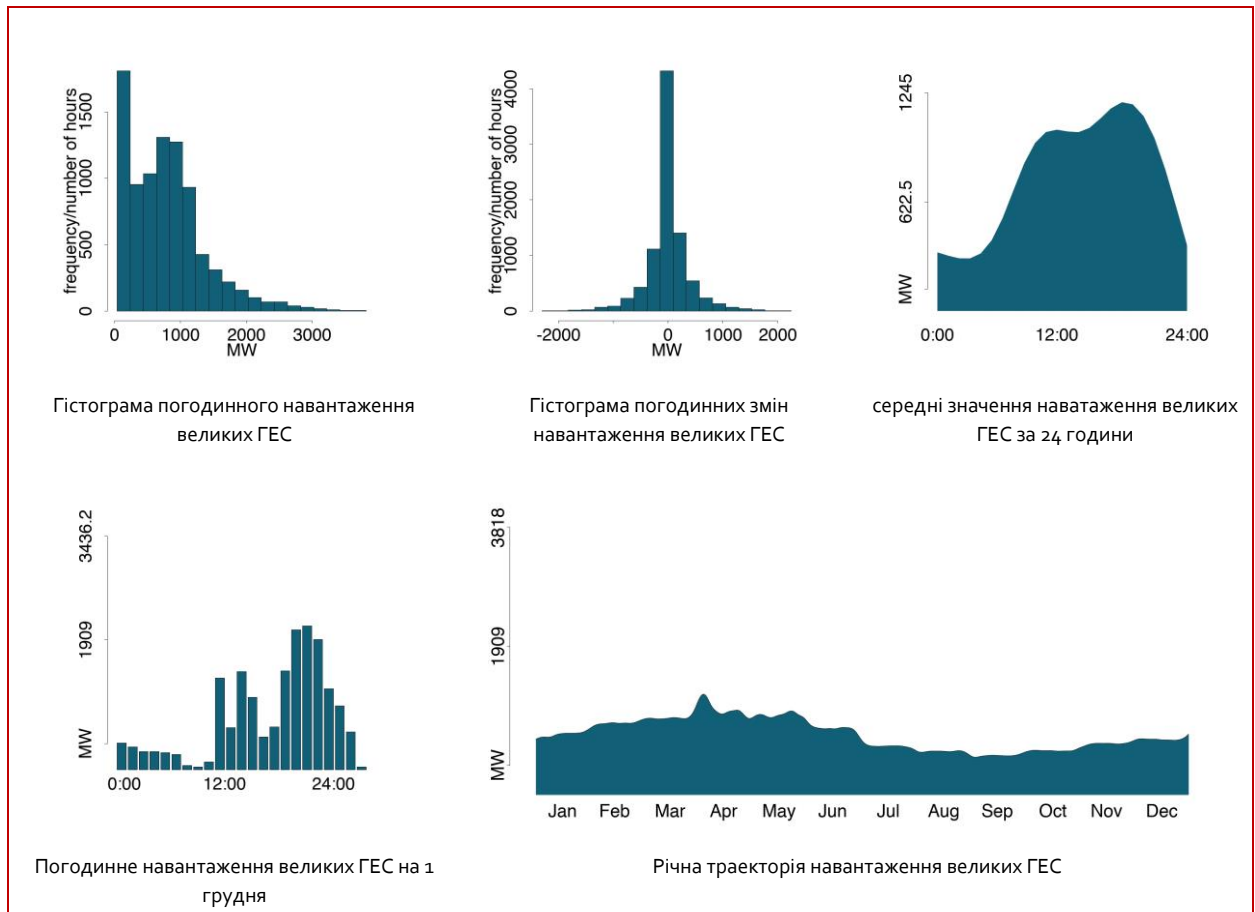 frequency/number of hours
1500
1000
500
0
0 1000 2000 3000
MW
Гістограма погодинного навантаження
великих ГЕС
frequency/number of hours
4000
3000
2000
1000
0
-2000 0 1000 2000
MW
Гістограма погодинних змін
навантаження великих ГЕС
1245
622.5
MW
0:00 12:00 24:00
середні значення наватаження великих
ГЕС за 24 години
3436.2
1909
MW
0:00 12:00 24:00
Погодинне навантаження великих ГЕС на 1
грудня
3818
1909
MW
Jan Feb Mar Apr May Jun Jul Aug Sep Oct Nov Dec
Річна траекторія навантаження великих ГЕС